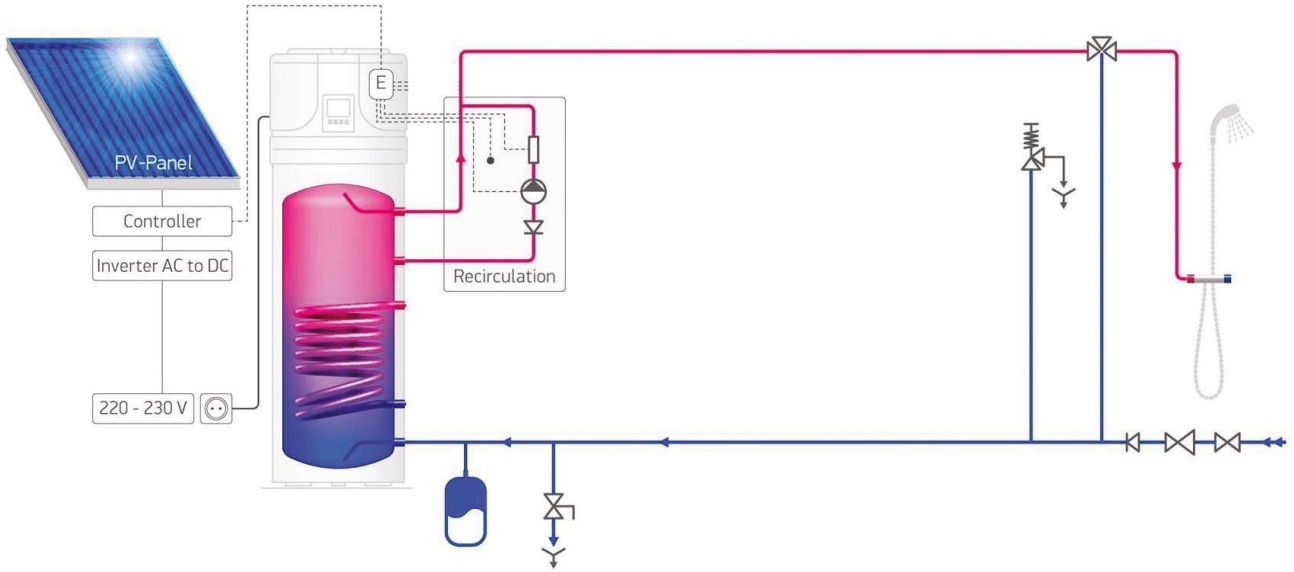 PV-Panel
E
Controller
Inverter AC to DC
Recirculation
220 - 230 V